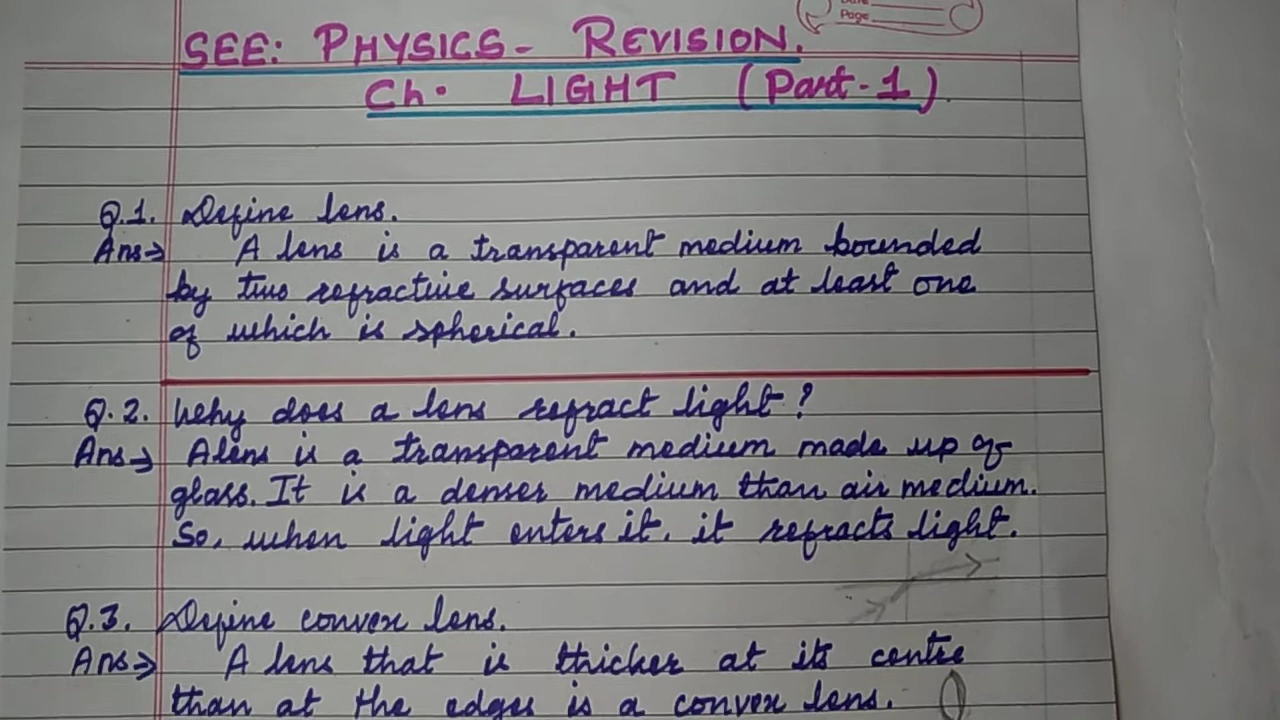 Page
SEE: PHYSICS - REVISION.
Ch. LIGHT (Part-1).
Q.1. Define lens.
Ans→ A lens is a transparent medium bounded
by two refractive surfaces and at least one
of which is spherical.
Q.2. Why does a lens refract light?
Ans→ A lens is a transparent medium made up of
glass. It is a denser medium than air medium.
So, when light enters it, it refracts light.
Q.3. Define convex lens.
Ans→ A lens that is thicker at its centre
than at the edges is a convex lens.